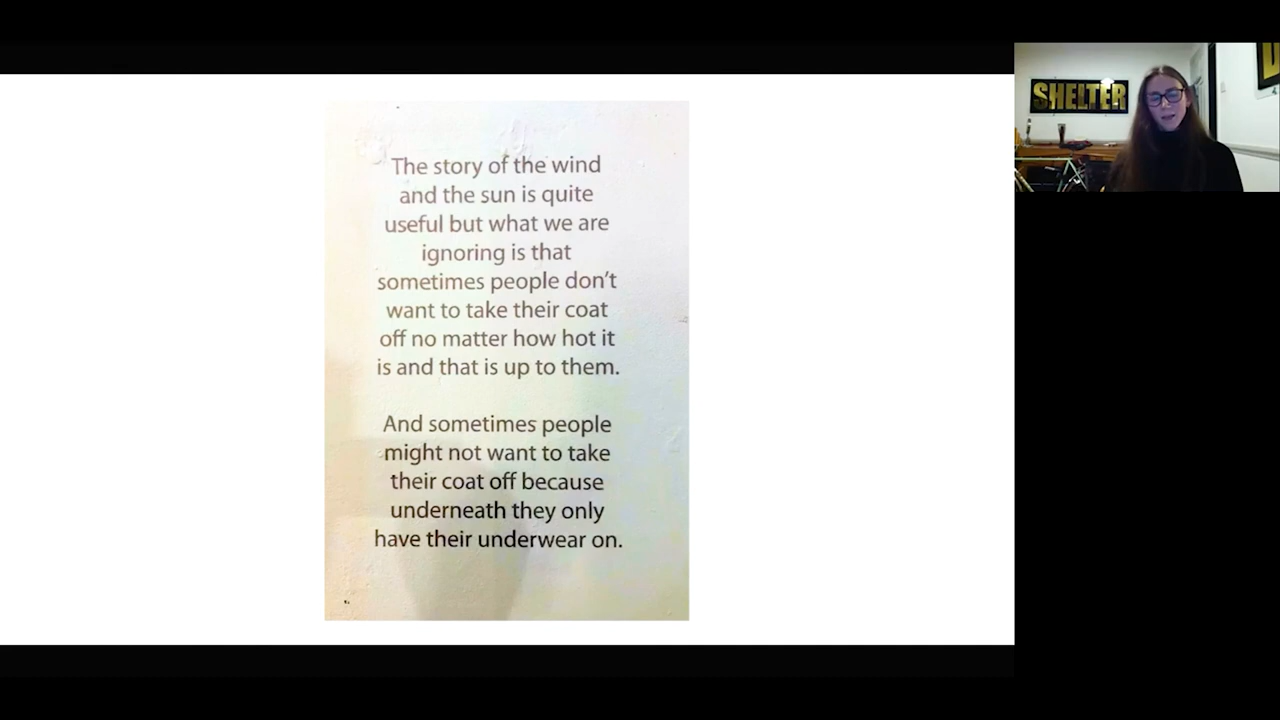 The story of the wind
and the sun is quite
useful but what we are
ignoring is that
sometimes people don't
want to take their coat
off no matter how hot it
is and that is up to them.
And sometimes people
might not want to take
their coat off because
underneath they only
have their underwear on.
SHELTER